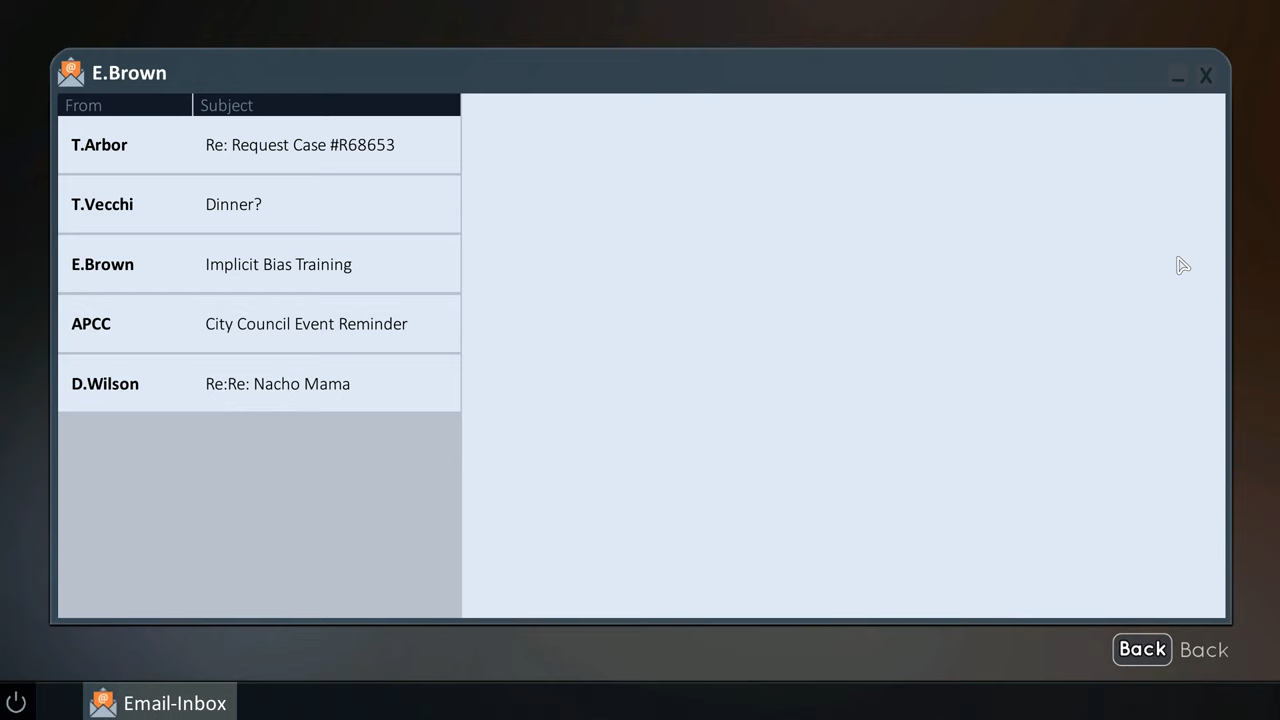 E.Brown
From Subject
T.Arbor Re: Request Case #R68653
T.Vecchi Dinner?
E.Brown Implicit Bias Training
APCC City Council Event Reminder
D.Wilson Re:Re: Nacho Mama
Back Back
Email-Inbox